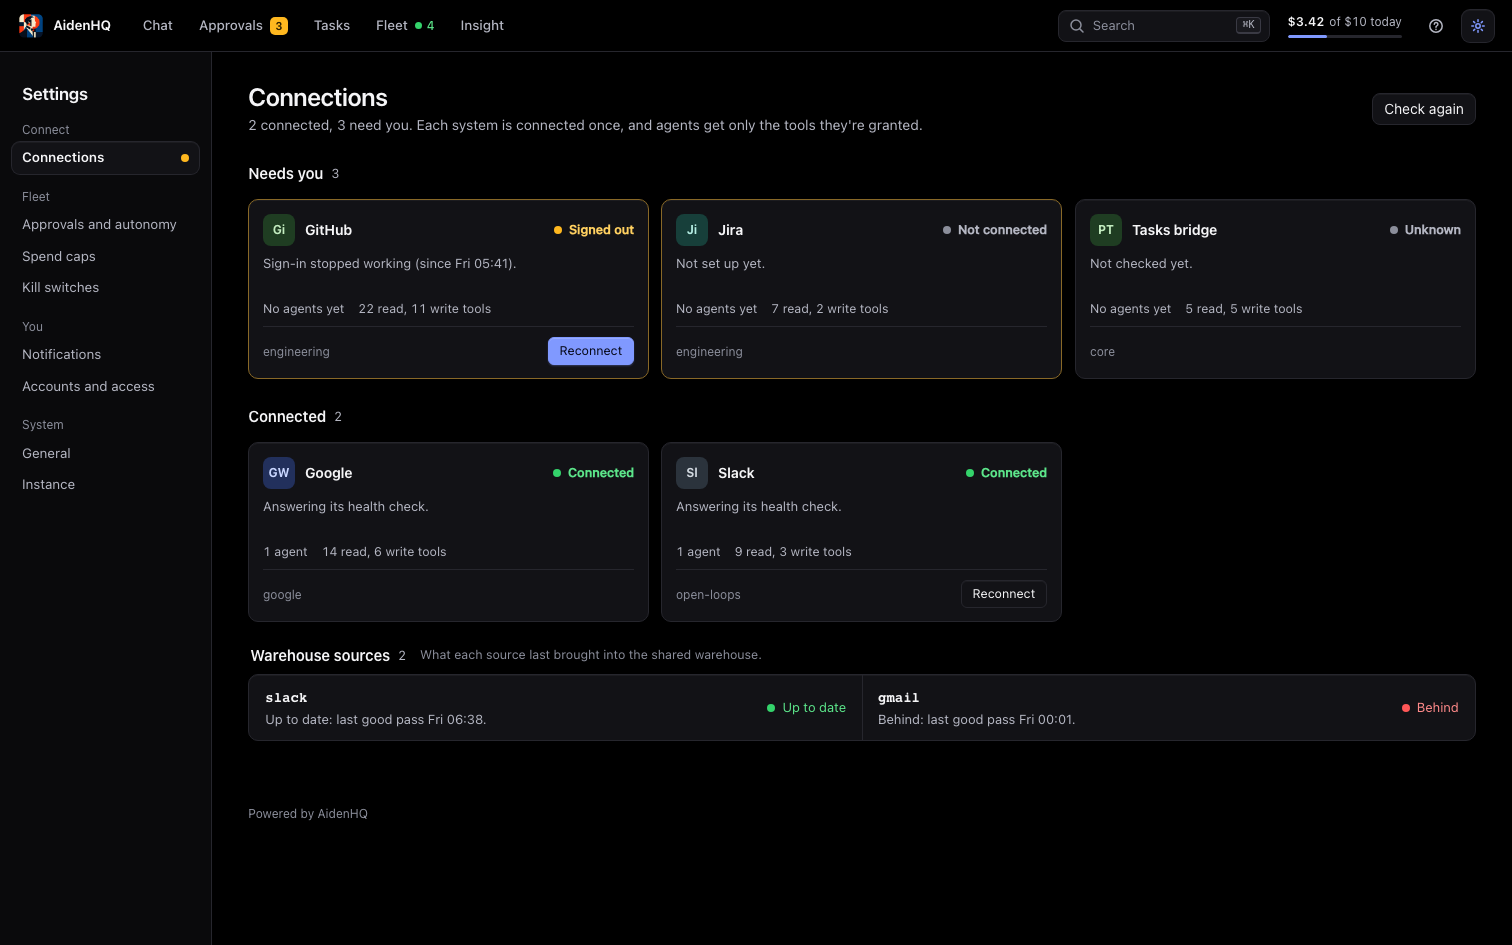 AidenHQ Chat Approvals 3 Tasks Fleet 4 Insight Search ⌘K $3.42 of $10 today
Settings
Connect
Connections
Fleet
Approvals and autonomy
Spend caps
Kill switches
You
Notifications
Accounts and access
System
General
Instance
Connections
2 connected, 3 need you. Each system is connected once, and agents get only the tools they're granted.
Check again
Needs you 3
Gi GitHub Signed out
Sign-in stopped working (since Fri 05:41).
No agents yet 22 read, 11 write tools
engineering Reconnect
Ji Jira Not connected
Not set up yet.
No agents yet 7 read, 2 write tools
engineering
PT Tasks bridge Unknown
Not checked yet.
No agents yet 5 read, 5 write tools
core
Connected 2
GW Google Connected
Answering its health check.
1 agent 14 read, 6 write tools
google
Sl Slack Connected
Answering its health check.
1 agent 9 read, 3 write tools
open-loops Reconnect
Warehouse sources 2 What each source last brought into the shared warehouse.
slack
Up to date: last good pass Fri 06:38.
Up to date
gmail
Behind: last good pass Fri 00:01.
Behind
Powered by AidenHQ